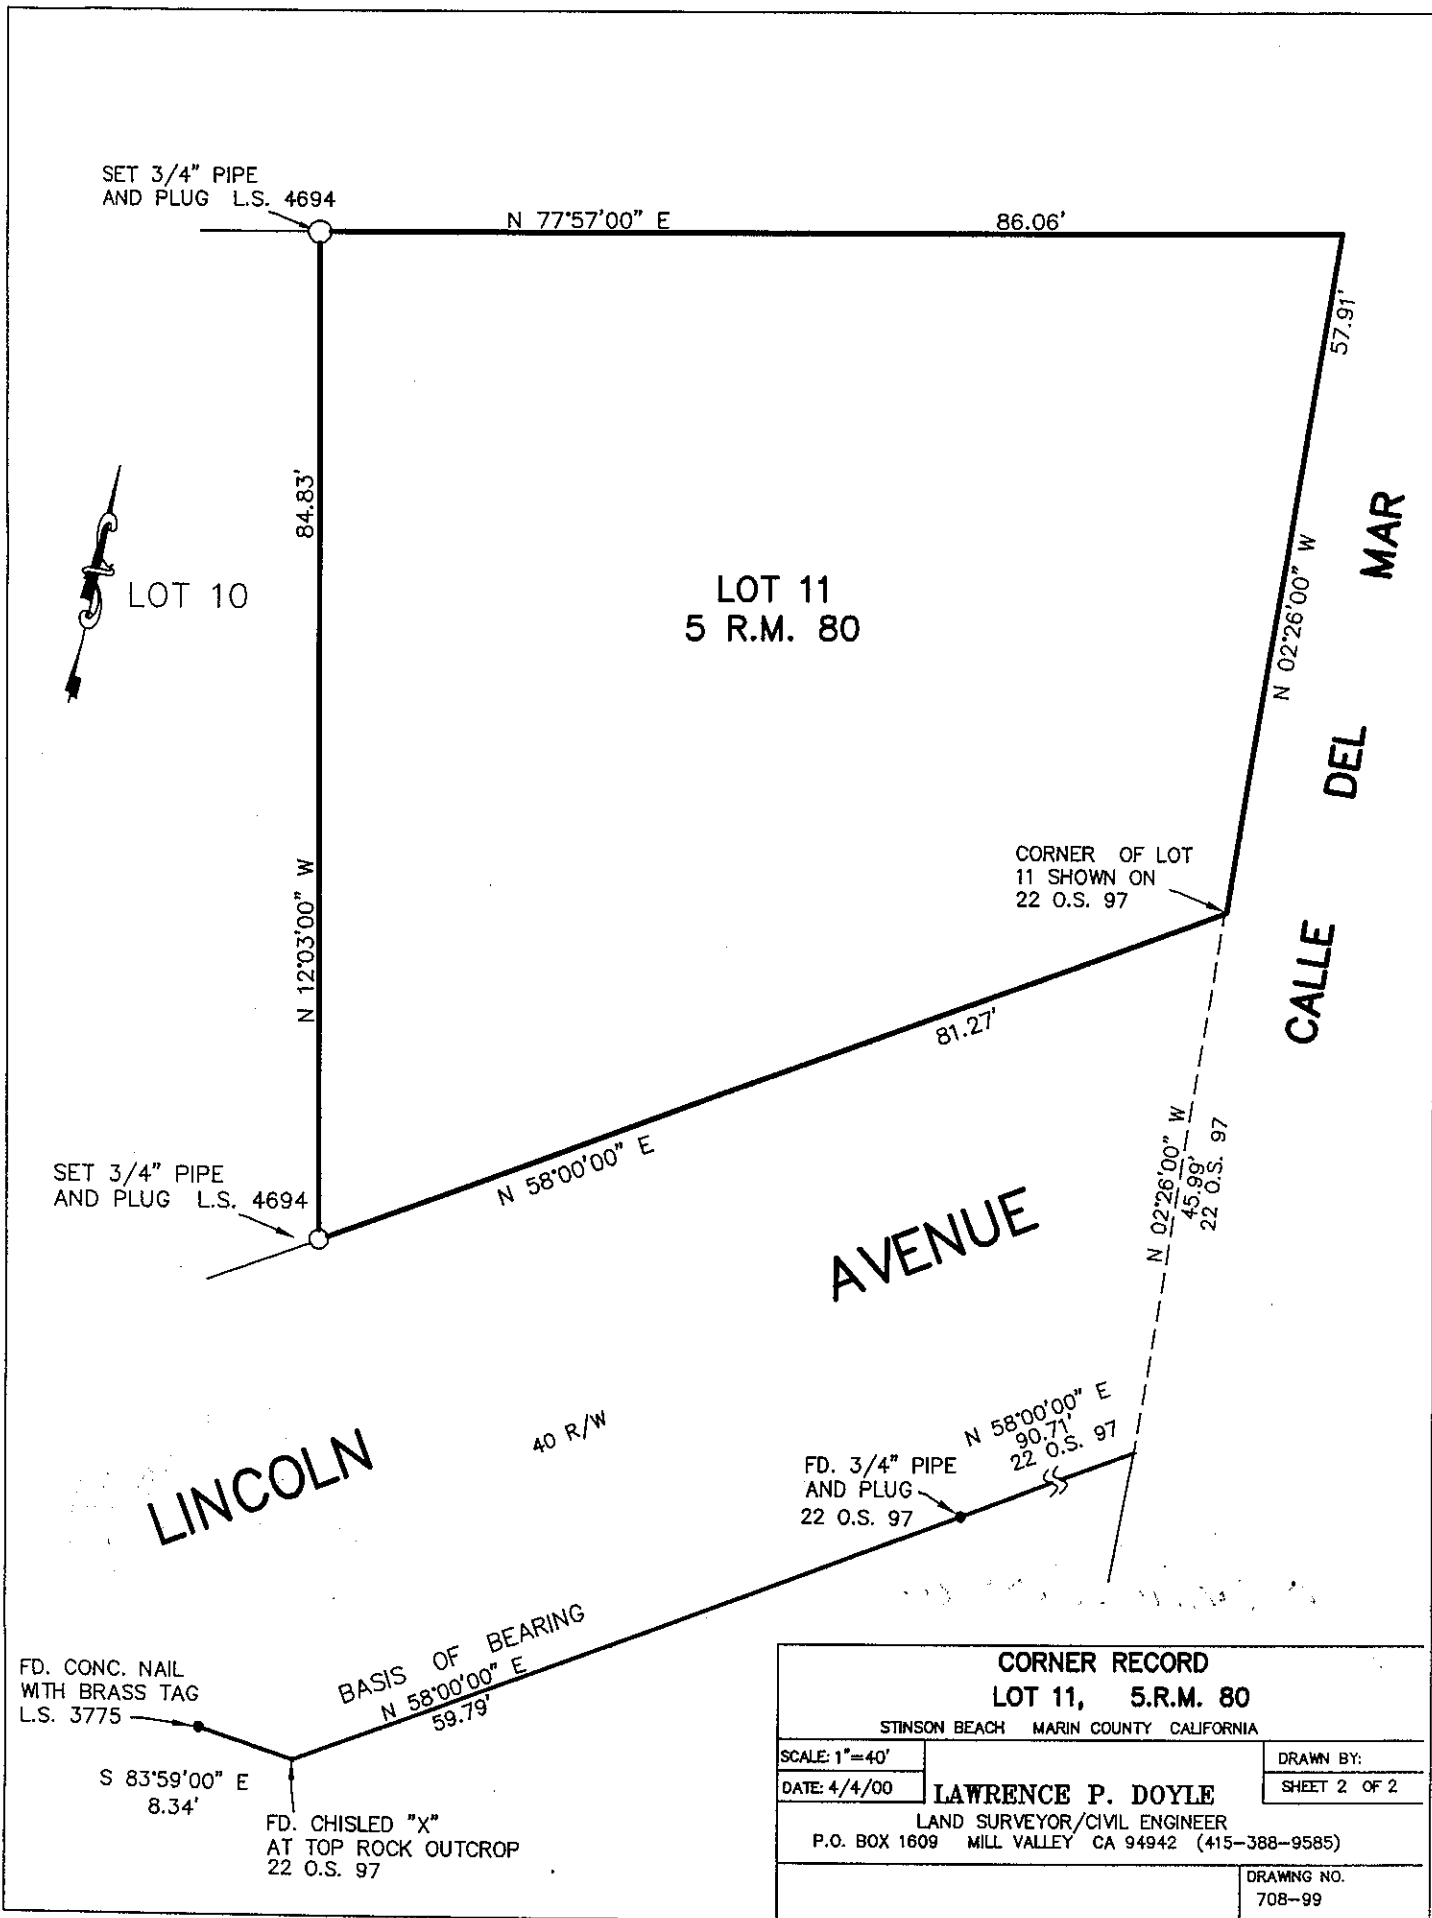 SET 3/4" PIPE
AND PLUG L.S. 4694
N 77°57'00" E
86.06'
57.91'
84.83'
LOT 10
LOT 11
5 R.M. 80
N 02°26'00" W
CALLE DEL MAR
CORNER OF LOT
11 SHOWN ON
22 O.S. 97
N 12°03'00" W
81.27'
N 58°00'00" E
SET 3/4" PIPE
AND PLUG L.S. 4694
N 02°26'00" W
45.99'
22 O.S. 97
LINCOLN AVENUE
40 R/W
N 58°00'00" E
90.71'
22 O.S. 97
FD. 3/4" PIPE
AND PLUG
22 O.S. 97
BASIS OF BEARING
N 58°00'00" E
59.79'
FD. CONC. NAIL
WITH BRASS TAG
L.S. 3775
S 83°59'00" E
8.34'
FD. CHISLED "X"
AT TOP ROCK OUTCROP
22 O.S. 97
CORNER RECORD
LOT 11, 5.R.M. 80
STINSON BEACH MARIN COUNTY CALIFORNIA
SCALE: 1"=40'
DATE: 4/4/00
DRAWN BY:
SHEET 2 OF 2
LAWRENCE P. DOYLE
LAND SURVEYOR/CIVIL ENGINEER
P.O. BOX 1609 MILL VALLEY CA 94942 (415-388-9585)
DRAWING NO.
708-99